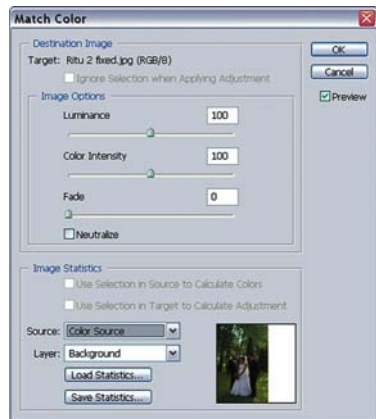 Match Color
Destination Image
Target: Ritu 2 fixed.jpg (RGB/8)
Ignore Selection when Applying Adjustment
Image Options
Luminance 100
Color Intensity 100
Fade 0
Neutralize
OK
Cancel
Preview
Image Statistics
Use Selection in Source to Calculate Colors
Use Selection in Target to Calculate Adjustment
Source: Color Source
Layer: Background
Load Statistics...
Save Statistics...